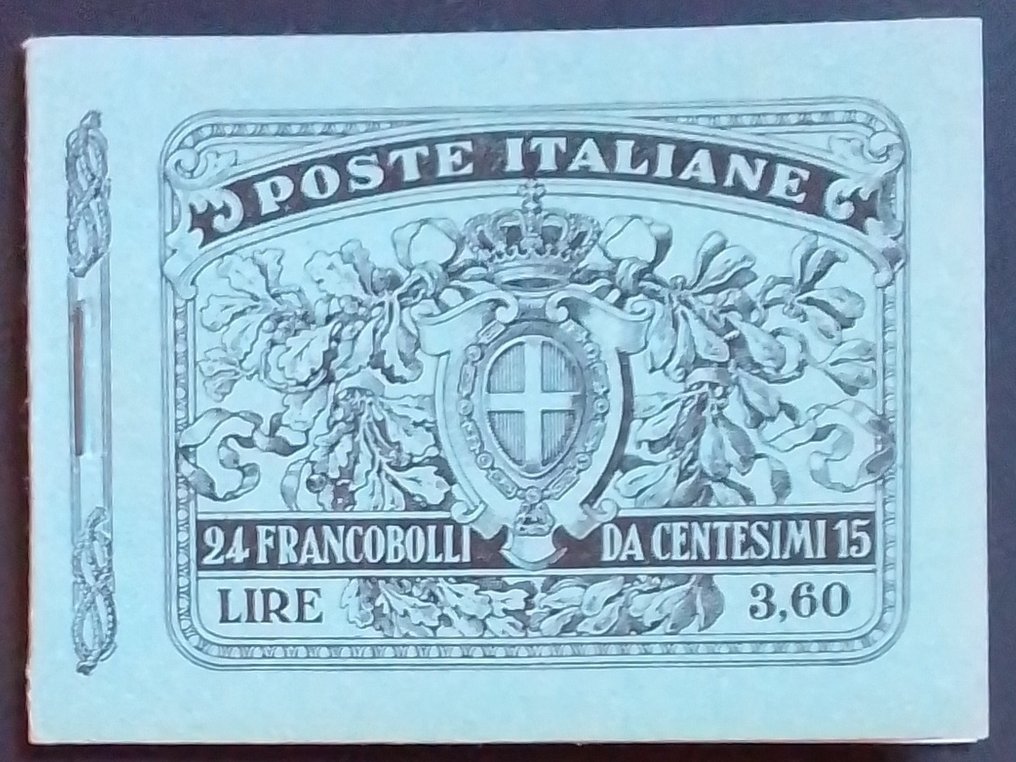 POSTE ITALIANE
24 FRANCOBOLLI DA CENTESIMI 15
LIRE 3,60